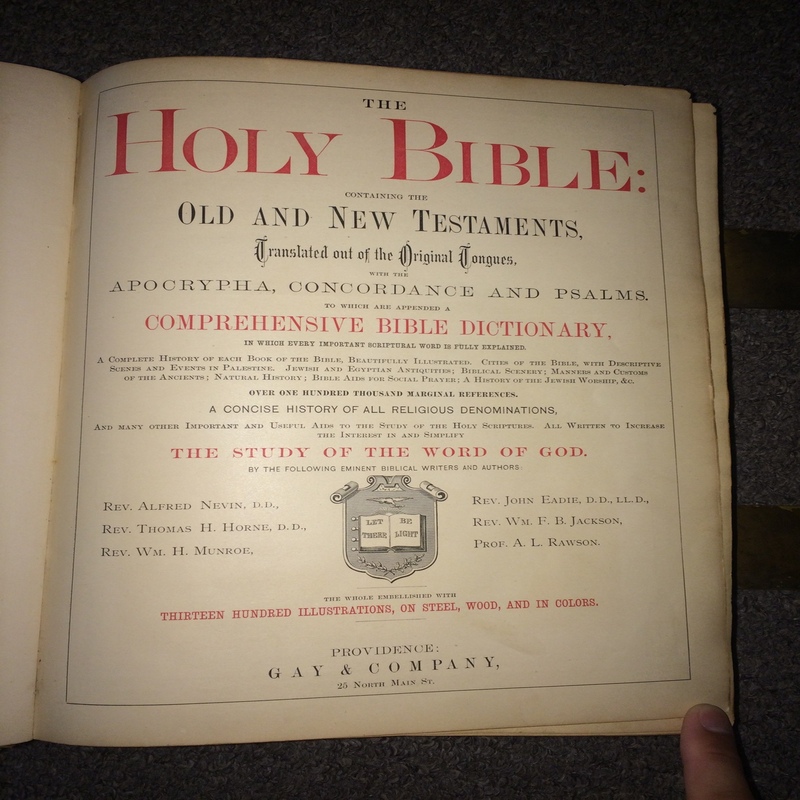 THE
HOLY BIBLE:
CONTAINING THE
OLD AND NEW TESTAMENTS,
Translated out of the Original Tongues,
WITH THE
APOCRYPHA, CONCORDANCE AND PSALMS.
TO WHICH ARE APPENDED A
COMPREHENSIVE BIBLE DICTIONARY,
IN WHICH EVERY IMPORTANT SCRIPTURAL WORD IS FULLY EXPLAINED.
A COMPLETE HISTORY OF EACH BOOK OF THE BIBLE, BEAUTIFULLY ILLUSTRATED. CITIES OF THE BIBLE, WITH DESCRIPTIVE
SCENES AND EVENTS IN PALESTINE. JEWISH AND EGYPTIAN ANTIQUITIES; BIBLICAL SCENERY; MANNERS AND CUSTOMS
OF THE ANCIENTS; NATURAL HISTORY; BIBLE AIDS FOR SOCIAL PRAYER; A HISTORY OF THE JEWISH WORSHIP, &C.
OVER ONE HUNDRED THOUSAND MARGINAL REFERENCES.
A CONCISE HISTORY OF ALL RELIGIOUS DENOMINATIONS,
AND MANY OTHER IMPORTANT AND USEFUL AIDS TO THE STUDY OF THE HOLY SCRIPTURES. ALL WRITTEN TO INCREASE
THE INTEREST IN AND SIMPLIFY
THE STUDY OF THE WORD OF GOD.
BY THE FOLLOWING EMINENT BIBLICAL WRITERS AND AUTHORS:
REV. ALFRED NEVIN, D.D.,
REV. THOMAS H. HORNE, D.D.,
REV. WM. H. MUNROE,
LET THERE
BE LIGHT
REV. JOHN EADIE, D.D., LL.D.,
REV. WM. F. B. JACKSON,
PROF. A. L. RAWSON.
THE WHOLE EMBELLISHED WITH
THIRTEEN HUNDRED ILLUSTRATIONS, ON STEEL, WOOD, AND IN COLORS.
PROVIDENCE:
GAY & COMPANY,
25 NORTH MAIN ST.